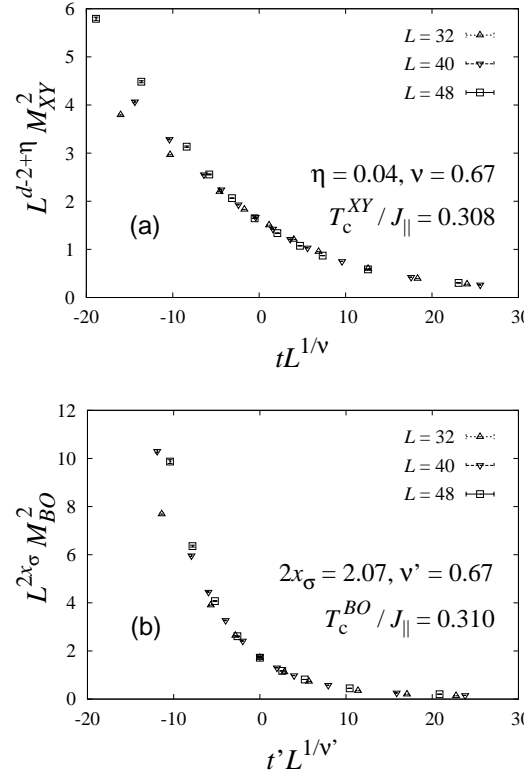 (a)
L^{d-2+η} M_{XY}^2
6
5
4
3
2
1
0
-20 -10 0 10 20 30
tL^{1/ν}
L = 32
L = 40
L = 48
η = 0.04, ν = 0.67
T_c^{XY} / J_{||} = 0.308
(b)
L^{2x_σ} M_{BO}^2
12
10
8
6
4
2
0
-20 -10 0 10 20 30
t’L^{1/ν’}
L = 32
L = 40
L = 48
2x_σ = 2.07, ν’ = 0.67
T_c^{BO} / J_{||} = 0.310